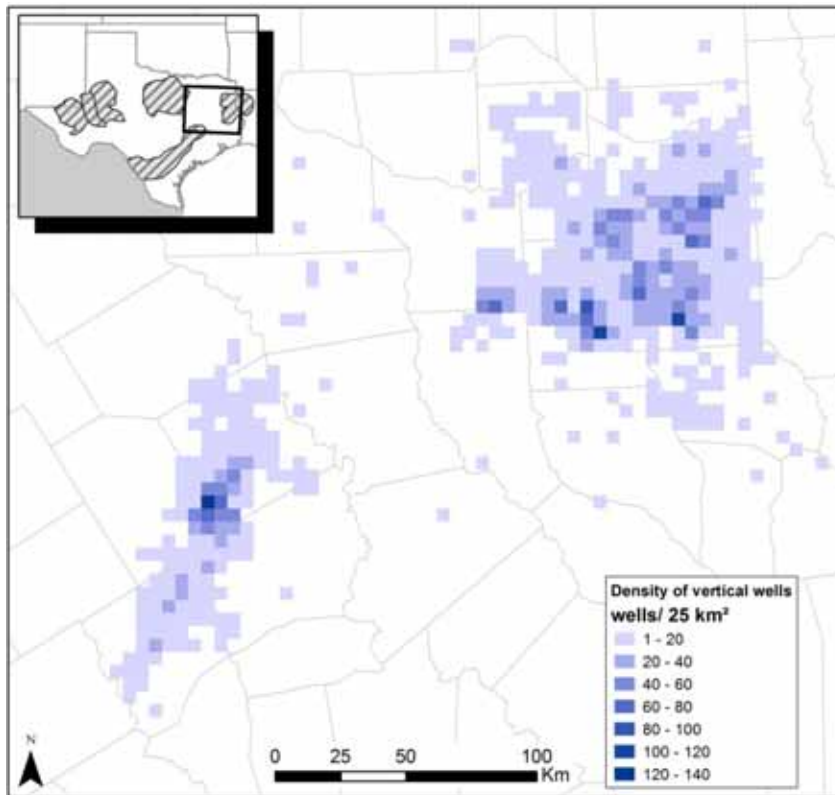 Density of vertical wells
wells/ 25 km²
1 - 20
20 - 40
40 - 60
60 - 80
80 - 100
100 - 120
120 - 140
N
0 25 50 100
Km